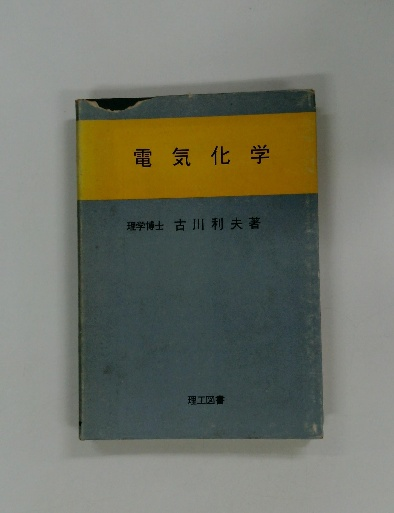 電気化学
理学博士 古川利夫著
理工図書